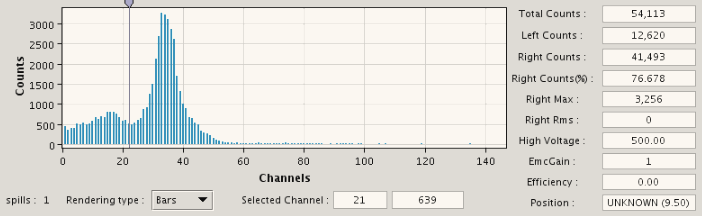 Total Counts : 54,113
Left Counts : 12,620
Right Counts : 41,493
Right Counts(%) : 76.678
Right Max : 3,256
Right Rms : 0
High Voltage : 500.00
EmcGain : 1
Efficiency : 0.00
Position : UNKNOWN (9.50)
Counts
3000
2500
2000
1500
1000
500
0
0 20 40 60 80 100 120 140
Channels
spills : 1 Rendering type : Bars Selected Channel : 21 639